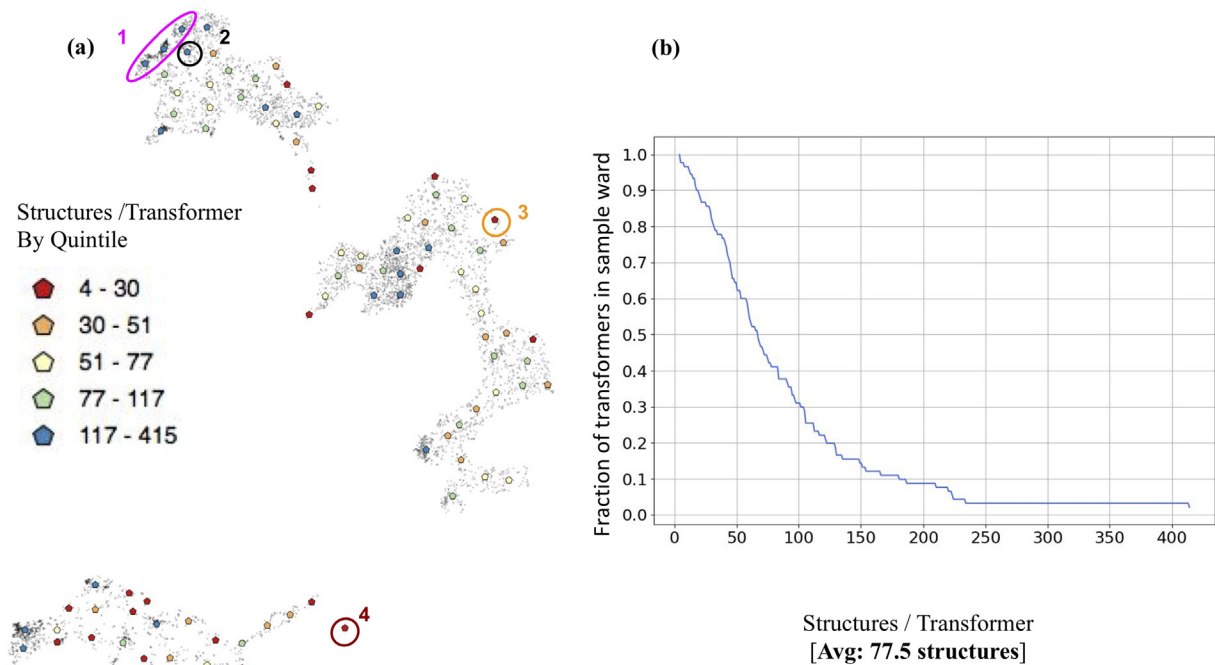 (a)
1
2
3
4
Structures /Transformer
By Quintile
4 - 30
30 - 51
51 - 77
77 - 117
117 - 415
(b)
Fraction of transformers in sample ward
1.0
0.9
0.8
0.7
0.6
0.5
0.4
0.3
0.2
0.1
0.0
0 50 100 150 200 250 300 350 400
Structures / Transformer
[Avg: 77.5 structures]